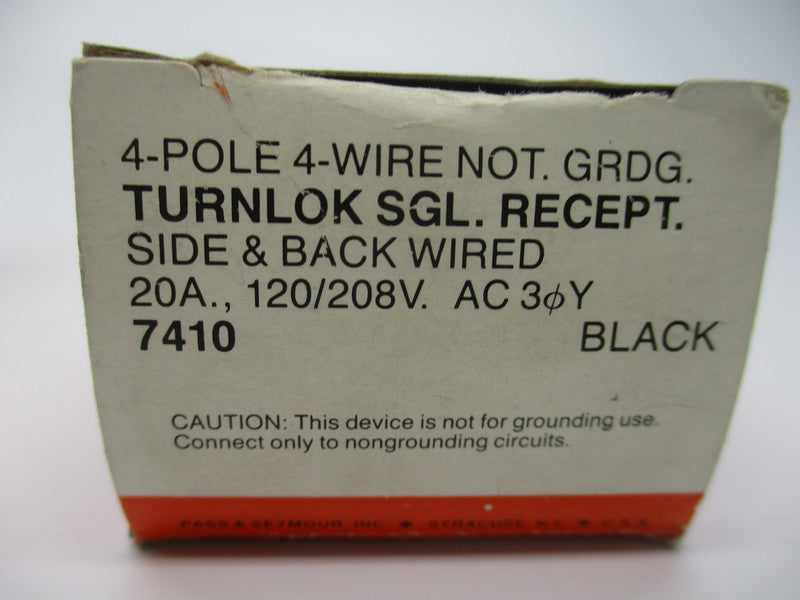 4-POLE 4-WIRE NOT. GRDG.
TURNLOK SGL. RECEPT.
SIDE & BACK WIRED
20A., 120/208V. AC 3ϕY
7410 BLACK
CAUTION: This device is not for grounding use.
Connect only to nongrounding circuits.
PASS & SEYMOUR, INC. ✸ SYRACUSE, N.Y. ✸ U.S.A.